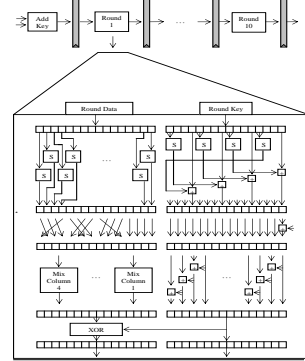 Add
Key
Round
1
...
Round
10
Round Data
Round Key
S
S
S
S
S
S
...
S
S
S
S
S
S
Mix
Column
4
...
Mix
Column
1
XOR